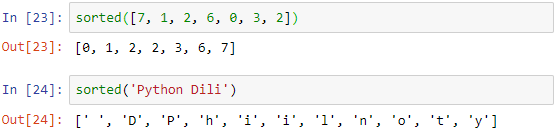 In [23]: sorted([7, 1, 2, 6, 0, 3, 2])
Out[23]: [0, 1, 2, 2, 3, 6, 7]
In [24]: sorted('Python Dili')
Out[24]: [' ', 'D', 'P', 'h', 'i', 'i', 'l', 'n', 'o', 't', 'y']